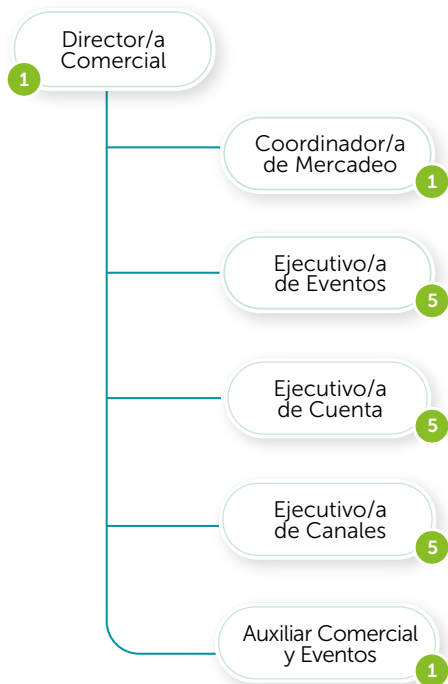 Director/a
Comercial
1
Coordinador/a
de Mercadeo
1
Ejecutivo/a
de Eventos
5
Ejecutivo/a
de Cuenta
5
Ejecutivo/a
de Canales
5
Auxiliar Comercial
y Eventos
1